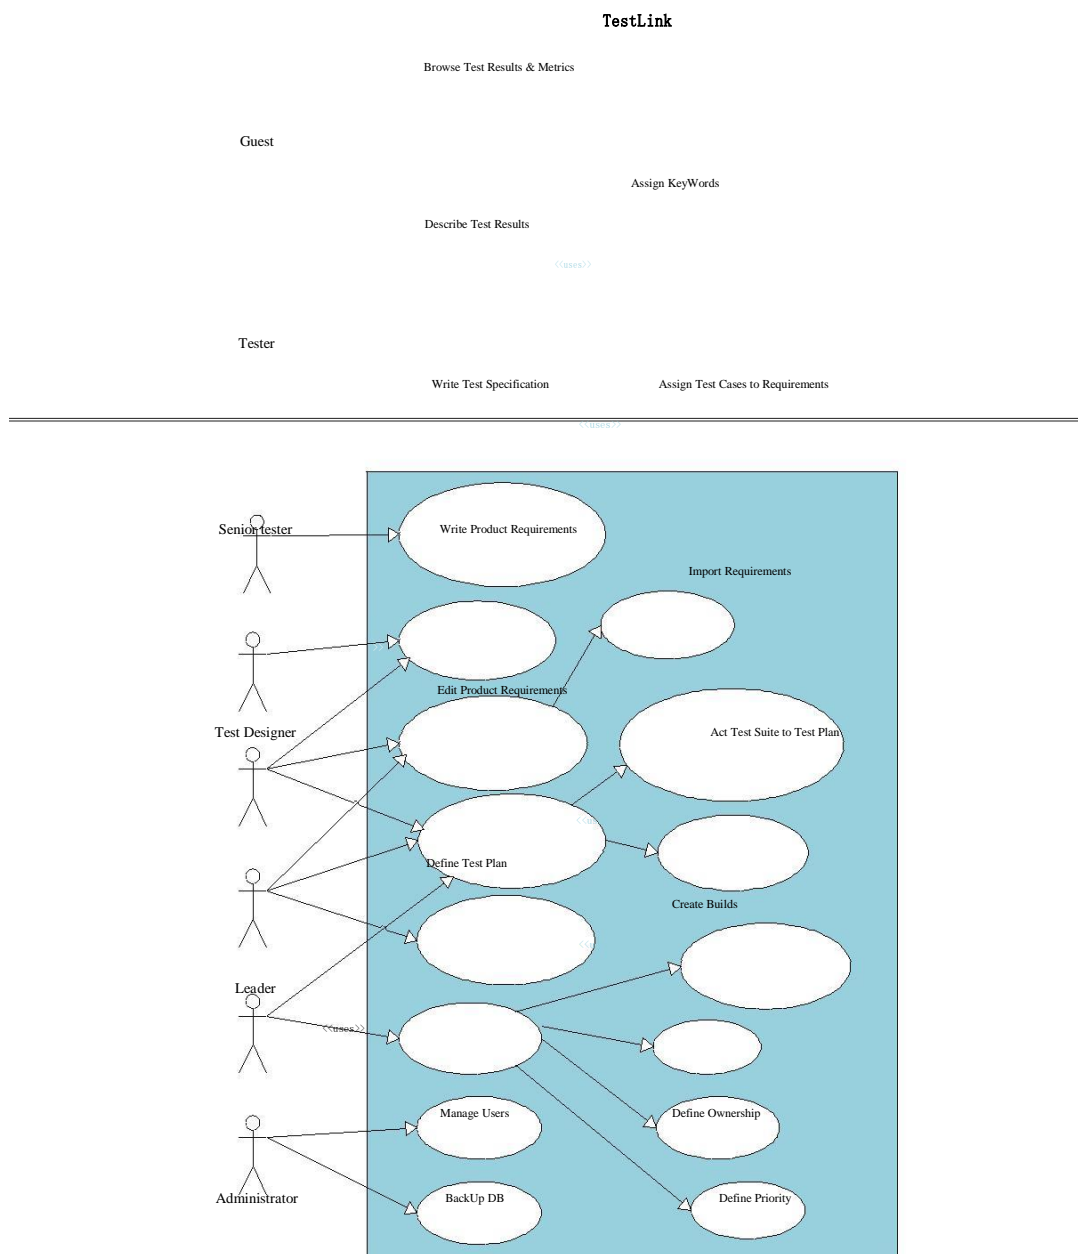 TestLink
Browse Test Results & Metrics
Guest
Assign KeyWords
Describe Test Results
<<uses>>
Tester
Write Test Specification
Assign Test Cases to Requirements
<<uses>>
Senior tester
Write Product Requirements
Import Requirements
Edit Product Requirements
Test Designer
Act Test Suite to Test Plan
Define Test Plan
Create Builds
Leader
<<uses>>
Manage Users
Define Ownership
Administrator
BackUp DB
Define Priority